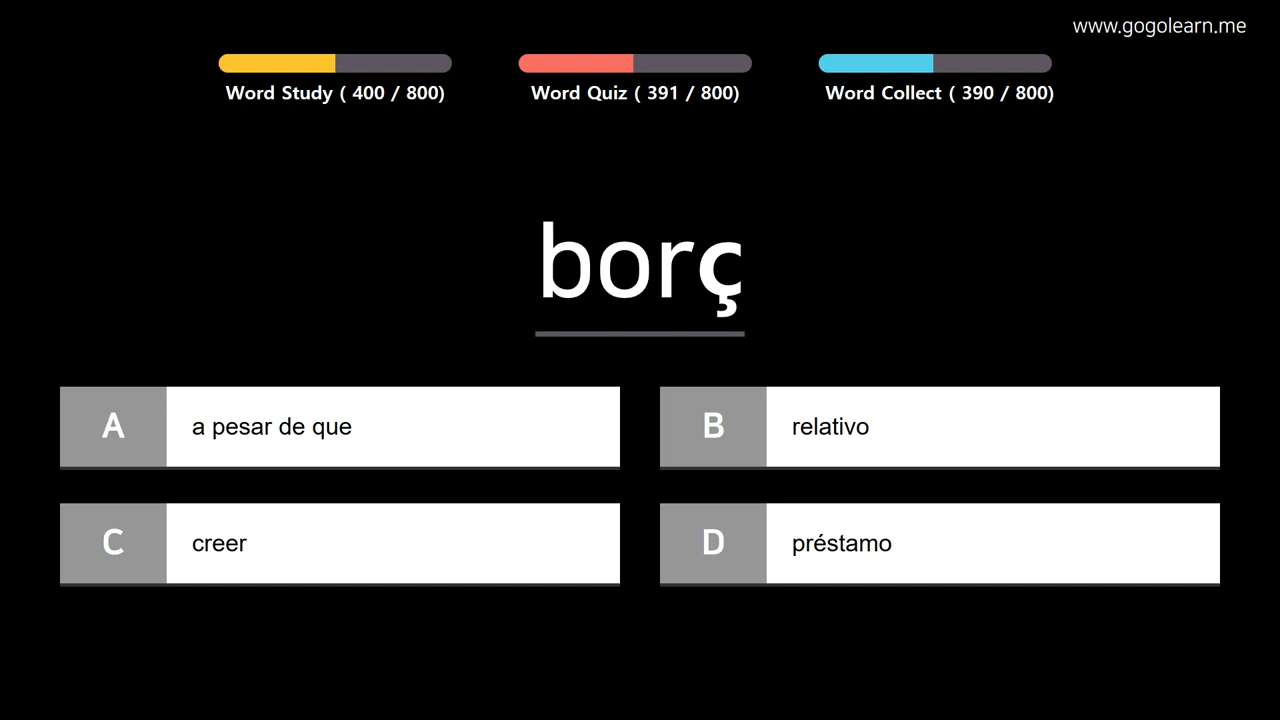 www.gogolearn.me
Word Study ( 400 / 800)
Word Quiz ( 391 / 800)
Word Collect ( 390 / 800)
borç
A a pesar de que
B relativo
C creer
D préstamo